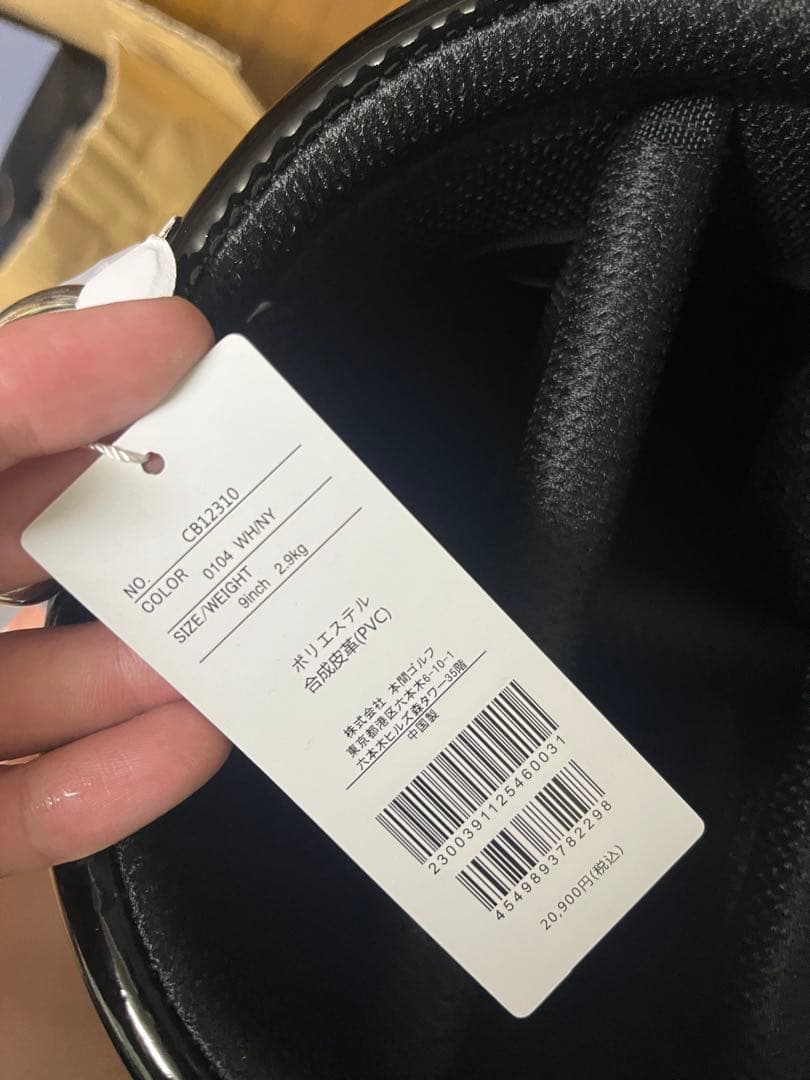 NO. CB12310
COLOR 0104 WH/NY
SIZE/WEIGHT
9inch 2.9kg
ポリエステル
合成皮革(PVC)
株式会社 本間ゴルフ
東京都港区六本木6-10-1
六本木ヒルズ森タワー35階
中国製
2300391125460031
4549893782298
20,900円(税込)